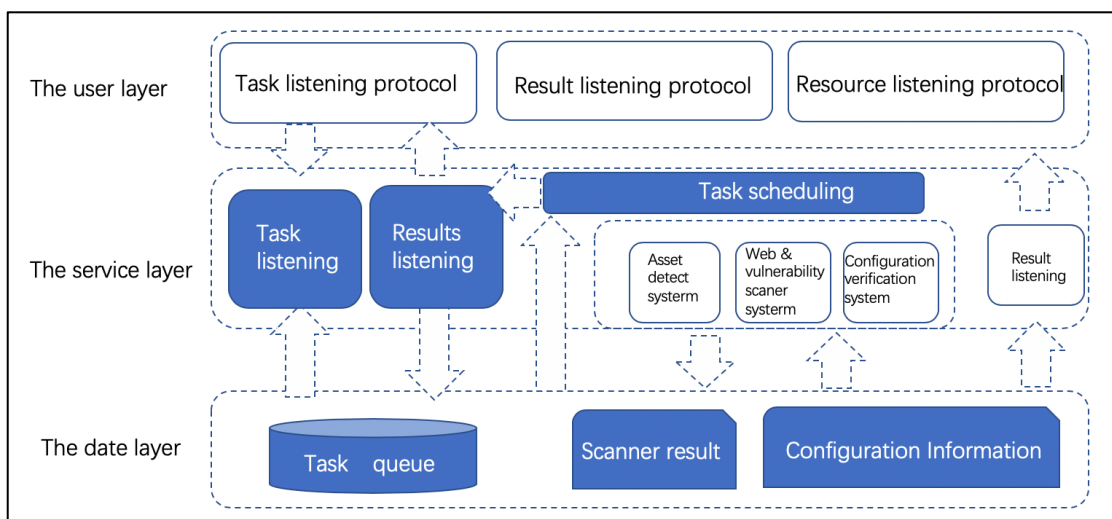 The user layer
Task listening protocol
Result listening protocol
Resource listening protocol
The service layer
Task
listening
Results
listening
Task scheduling
Asset
detect
systerm
Web &
vulnerability
scaner
systerm
Configuration
verification
system
Result
listening
The date layer
Task queue
Scanner result
Configuration Information